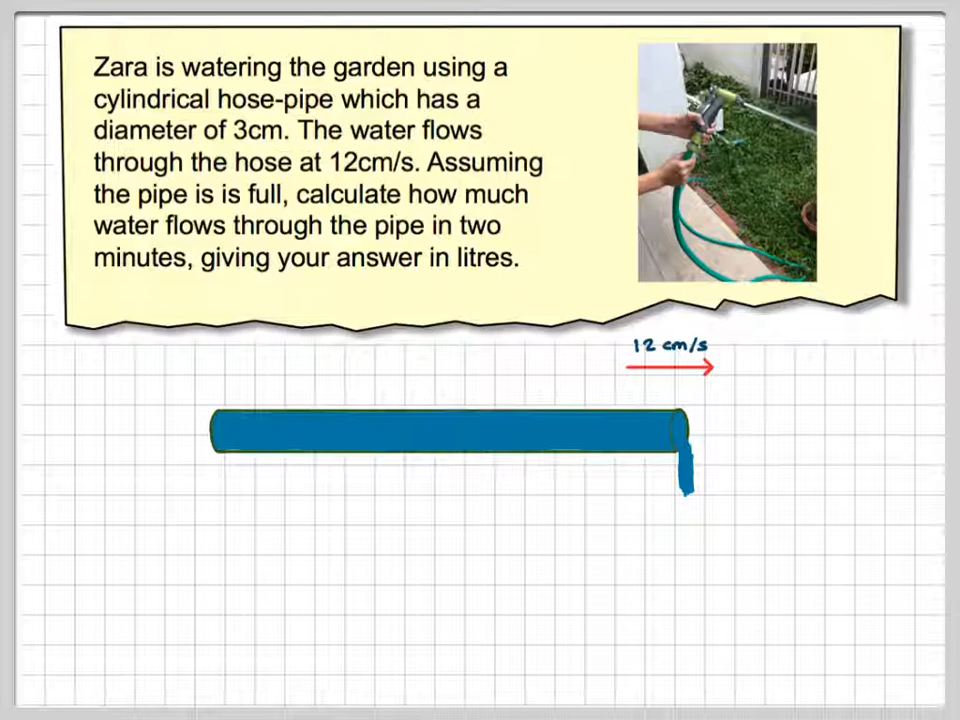 Zara is watering the garden using a
cylindrical hose-pipe which has a
diameter of 3cm. The water flows
through the hose at 12cm/s. Assuming
the pipe is is full, calculate how much
water flows through the pipe in two
minutes, giving your answer in litres.
12 cm/s